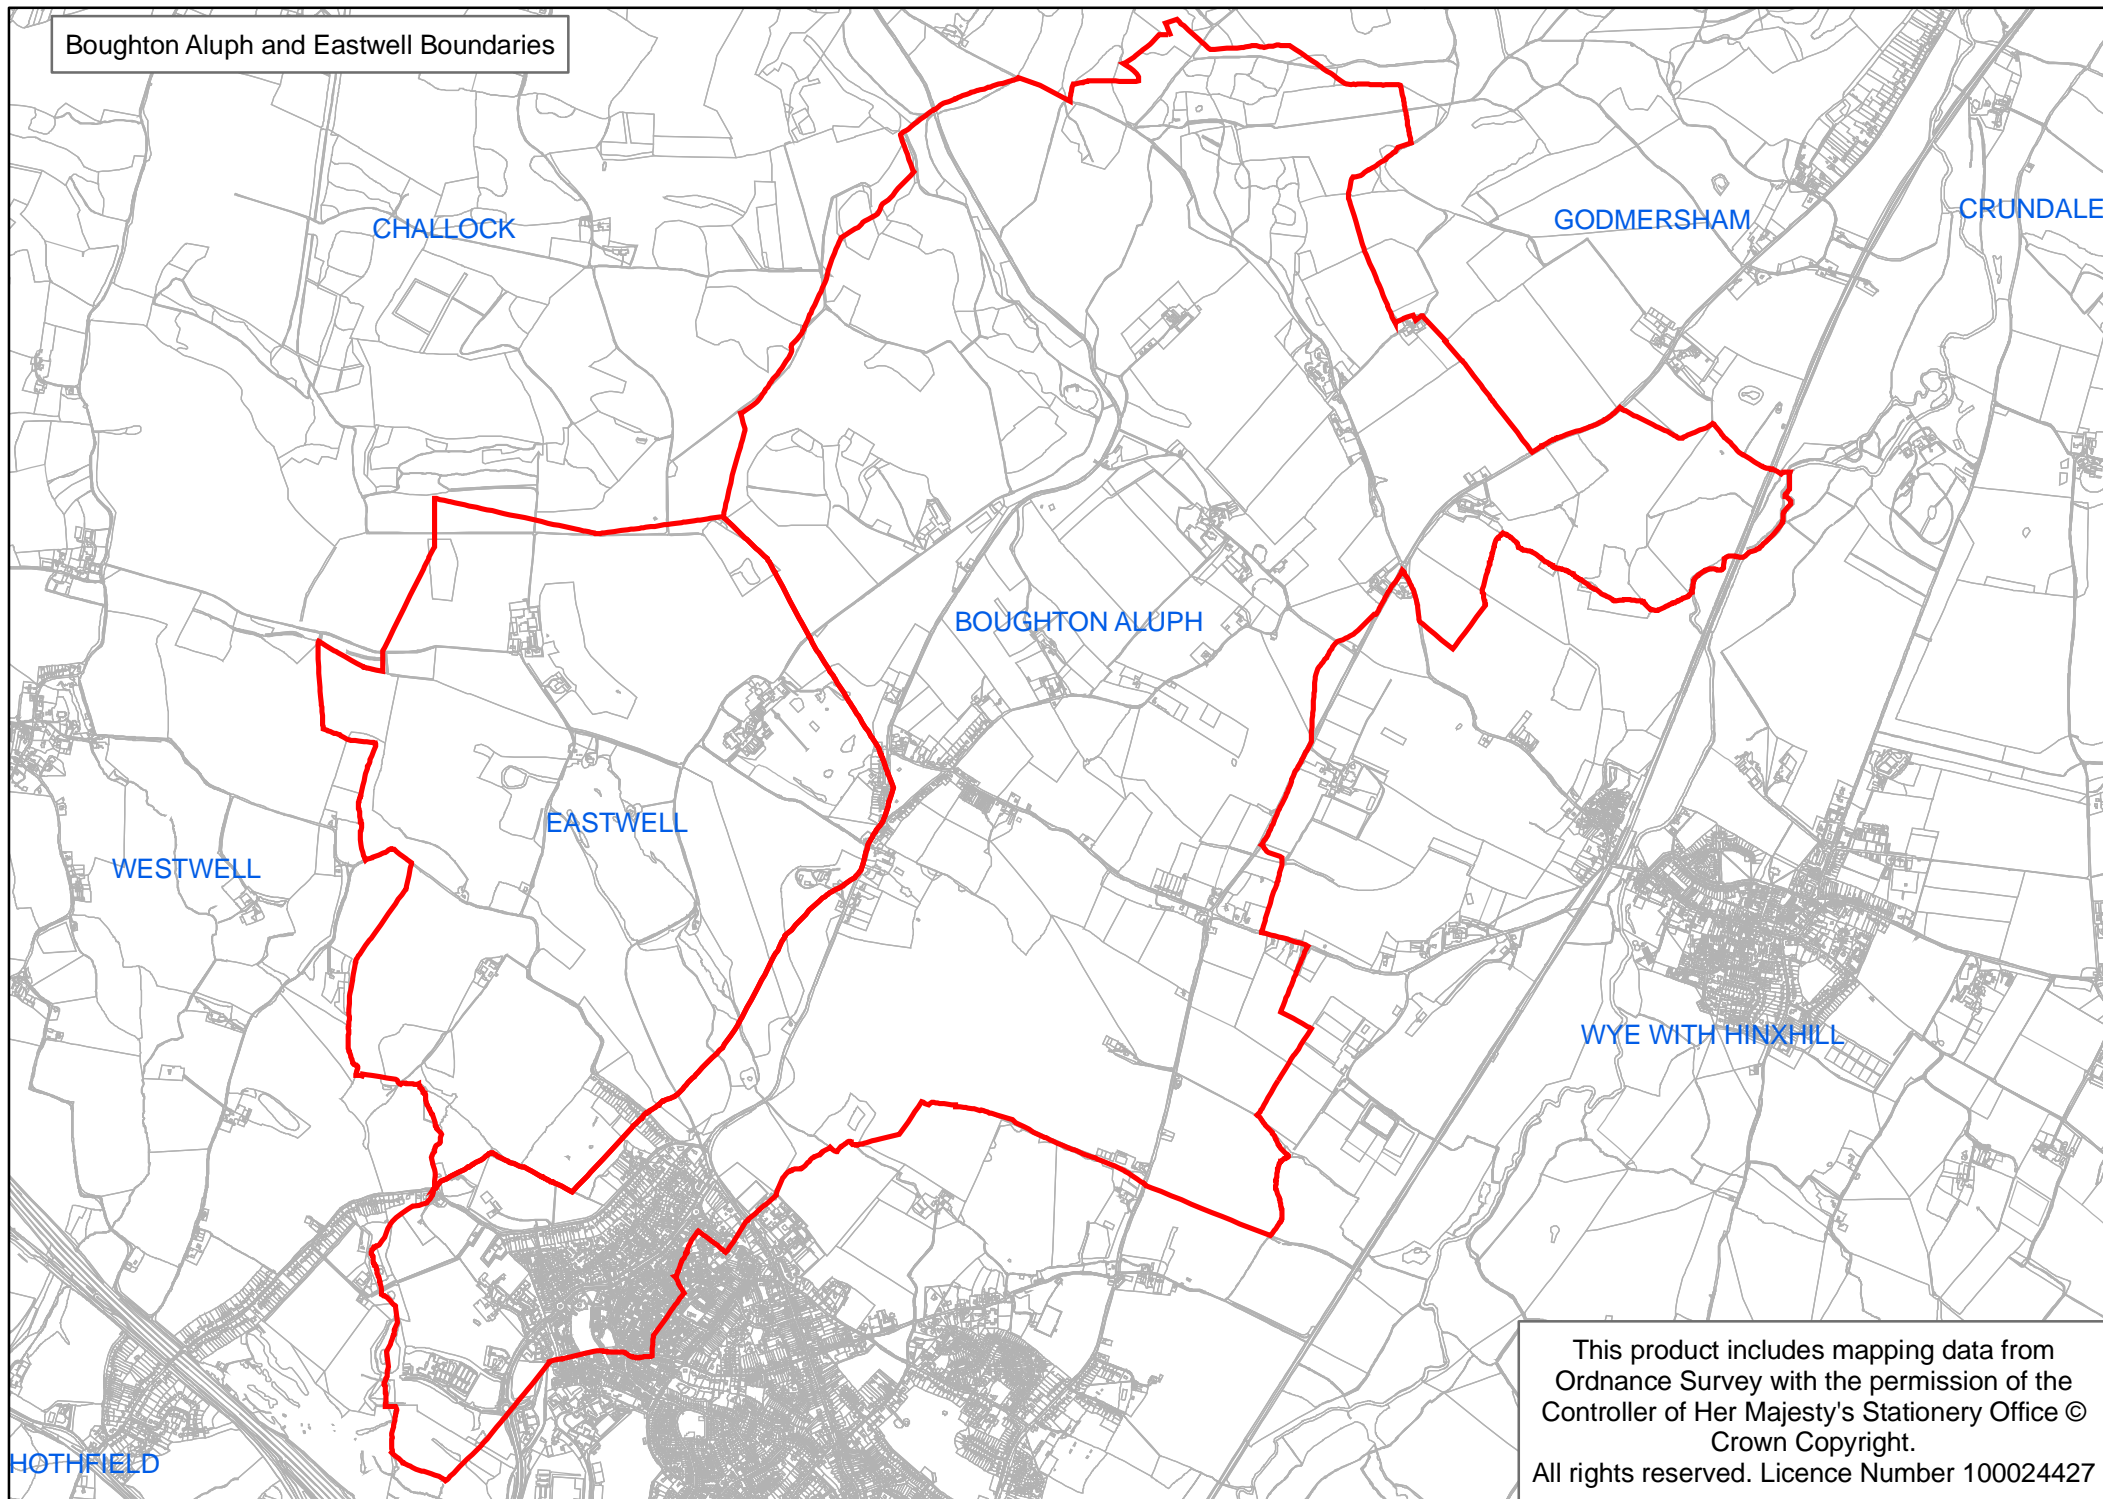 Boughton Aluph and Eastwell Boundaries
CHALLOCK
GODMERSHAM
CRUNDALE
BOUGHTON ALUPH
EASTWELL
WESTWELL
WYE WITH HINXHILL
HOTHFIELD
This product includes mapping data from
Ordnance Survey with the permission of the
Controller of Her Majesty's Stationery Office ©
Crown Copyright.
All rights reserved. Licence Number 100024427